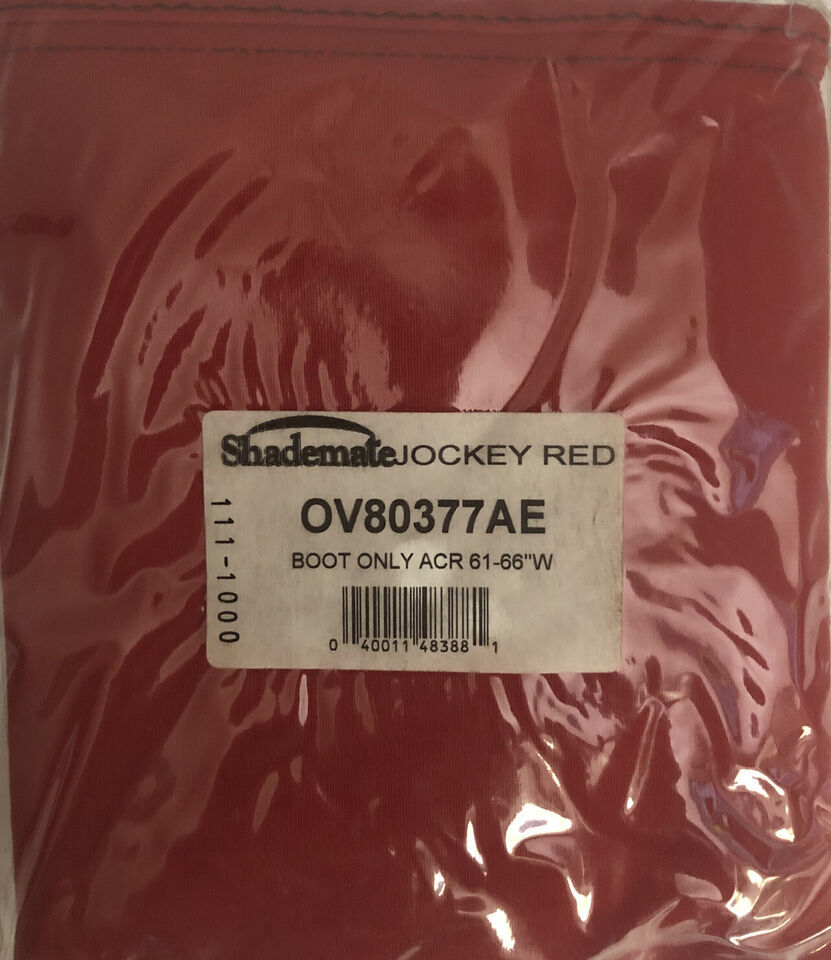 Shademate JOCKEY RED
OV80377AE
BOOT ONLY ACR 61-66"W
0 40011 48388 1
111-1000